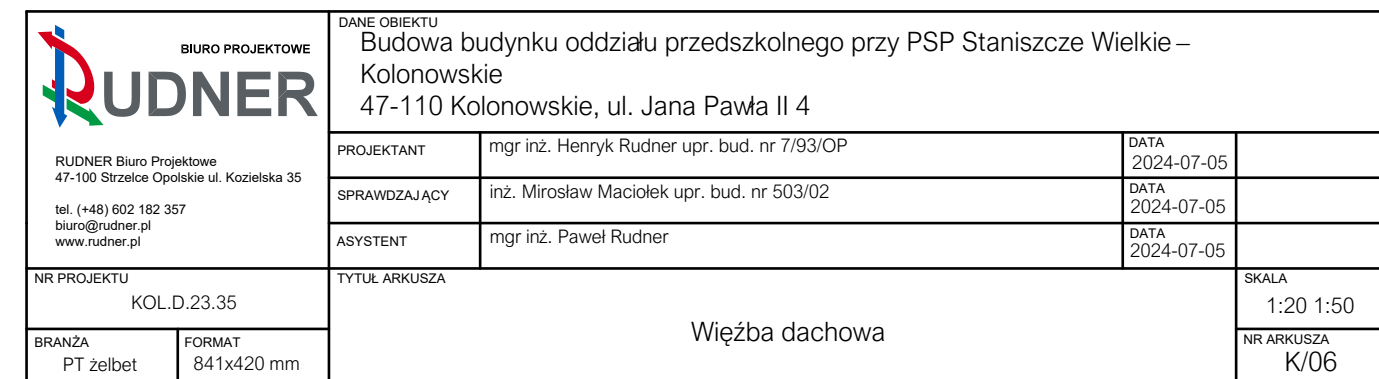 BIURO PROJEKTOWE
RUDNER
RUDNER Biuro Projektowe
47-100 Strzelce Opolskie ul. Kozielska 35
tel. (+48) 602 182 357
biuro@rudner.pl
www.rudner.pl
DANE OBIEKTU
Budowa budynku oddziału przedszkolnego przy PSP Staniszcze Wielkie –
Kolonowskie
47-110 Kolonowskie, ul. Jana Pawła II 4
PROJEKTANT mgr inż. Henryk Rudner upr. bud. nr 7/93/OP DATA
2024-07-05
SPRAWDZAJĄCY inż. Mirosław Maciołek upr. bud. nr 503/02 DATA
2024-07-05
ASYSTENT mgr inż. Paweł Rudner DATA
2024-07-05
NR PROJEKTU
KOL.D.23.35
BRANŻA
PT żelbet
FORMAT
841x420 mm
TYTUŁ ARKUSZA
Więźba dachowa
SKALA
1:20 1:50
NR ARKUSZA
K/06